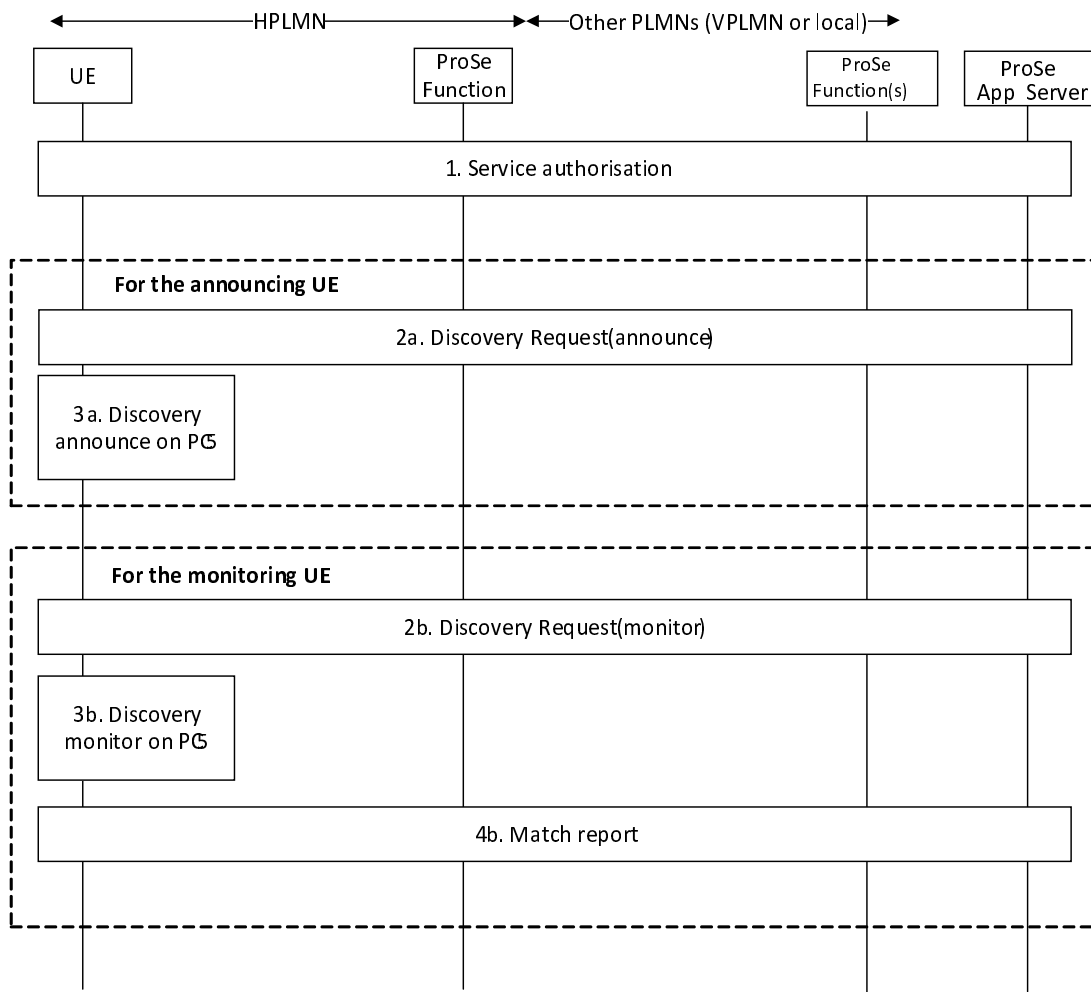 HPLMN
Other PLMNs (VPLMN or local)
UE
ProSe
Function
ProSe
Function(s)
ProSe
App Server
1. Service authorisation
For the announcing UE
2a. Discovery Request(announce)
3a. Discovery
announce on PC5
For the monitoring UE
2b. Discovery Request(monitor)
3b. Discovery
monitor on PC5
4b. Match report